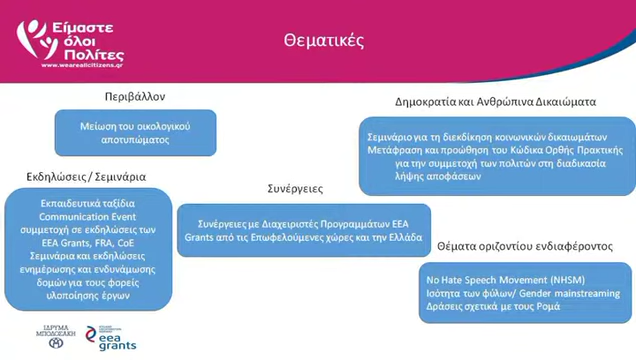 Είμαστε
όλοι
Πολίτες
www.weareallcitizens.gr
Θεματικές
Περιβάλλον
Μείωση του οικολογικού
αποτυπώματος
Δημοκρατία και Ανθρώπινα Δικαιώματα
Σεμινάριο για τη διεκδίκηση κοινωνικών δικαιωμάτων
Μετάφραση και προώθηση του Κώδικα Ορθής Πρακτικής
για την συμμετοχή των πολιτών στη διαδικασία
λήψης αποφάσεων
Εκδηλώσεις / Σεμινάρια
Εκπαιδευτικά ταξίδια
Communication Event
συμμετοχή σε εκδηλώσεις των
EEA Grants, FRA, CoE
Σεμινάρια και εκδηλώσεις
ενημέρωσης και ενδυνάμωσης
δομών για τους φορείς
υλοποίησης έργων
Συνέργειες
Συνέργειες με Διαχειριστές Προγραμμάτων EEA
Grants από τις Επωφελούμενες χώρες και την Ελλάδα
Θέματα οριζοντίου ενδιαφέροντος
No Hate Speech Movement (NHSM)
Ισότητα των φύλων/ Gender mainstreaming
Δράσεις σχετικά με τους Ρομά
ΙΔΡΥΜΑ
ΜΠΟΔΟΣΑΚΗ
eea
grants